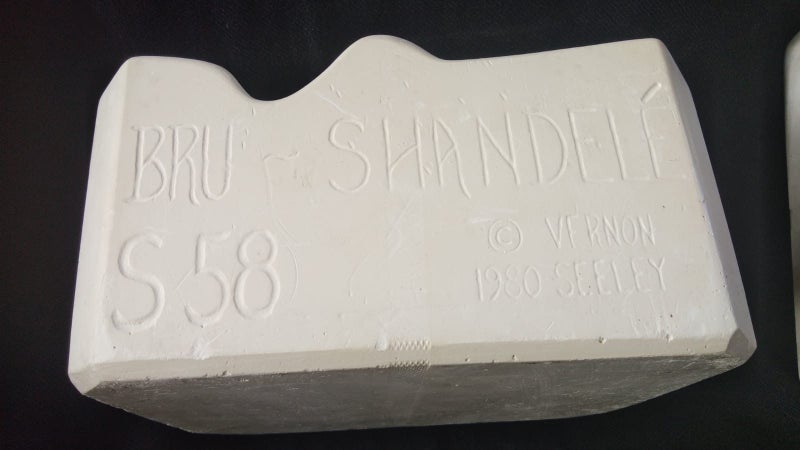 BRU SHANDELÉ
S-58
© VERNON
1980-SEELEY